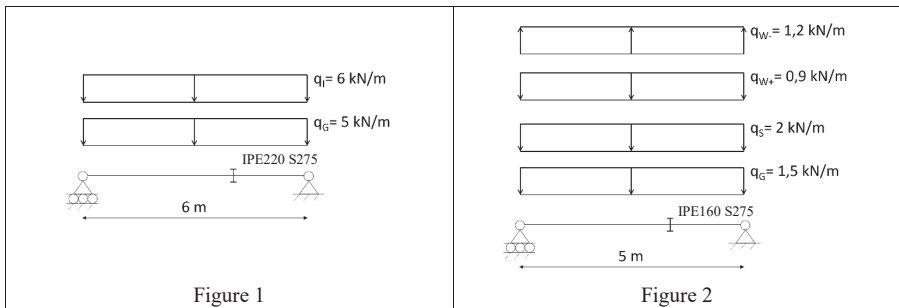 q_I= 6 kN/m
q_G= 5 kN/m
IPE220 S275
6 m
Figure 1
q_W-= 1,2 kN/m
q_W+= 0,9 kN/m
q_S= 2 kN/m
q_G= 1,5 kN/m
IPE160 S275
5 m
Figure 2